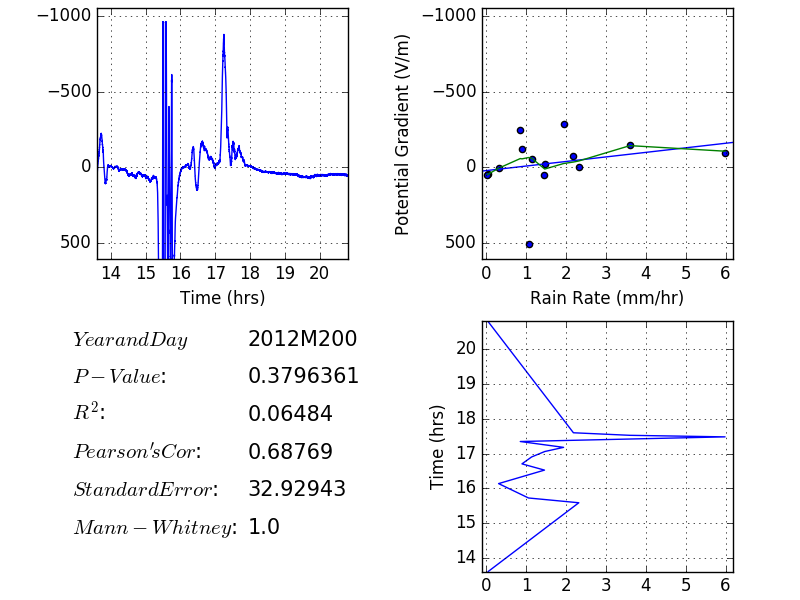 −1000
−500
0
500
14 15 16 17 18 19 20
Time (hrs)
Potential Gradient (V/m)
−1000
−500
0
500
0 1 2 3 4 5 6
Rain Rate (mm/hr)
YearandDay 2012M200
P−Value: 0.3796361
R²: 0.06484
Pearson'sCor: 0.68769
StandardError: 32.92943
Mann−Whitney: 1.0
Time (hrs)
20
19
18
17
16
15
14
0 1 2 3 4 5 6